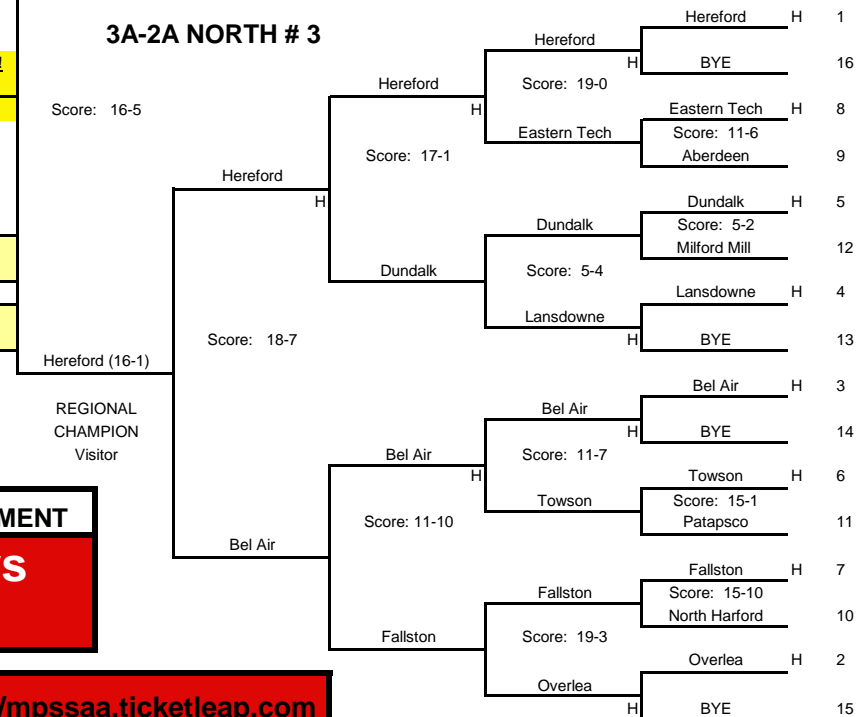 3A-2A NORTH # 3
Hereford H 1
Hereford
H BYE 16
Hereford Score: 19-0
Score: 16-5 H Eastern Tech H 8
Eastern Tech Score: 11-6
Score: 17-1 Aberdeen 9
Hereford
H Dundalk H 5
Dundalk Score: 5-2
Milford Mill 12
Dundalk Score: 5-4
Lansdowne H 4
Lansdowne
Score: 18-7 H BYE 13
Hereford (16-1)
Bel Air H 3
REGIONAL Bel Air
CHAMPION H BYE 14
Visitor Bel Air Score: 11-7
H Towson H 6
Towson Score: 15-1
MENT Score: 11-10 Patapsco 11
Bel Air
Fallston H 7
Fallston Score: 15-10
North Harford 10
Fallston Score: 19-3
Overlea H 2
Overlea
/mpssaa.ticketleap.com H BYE 15